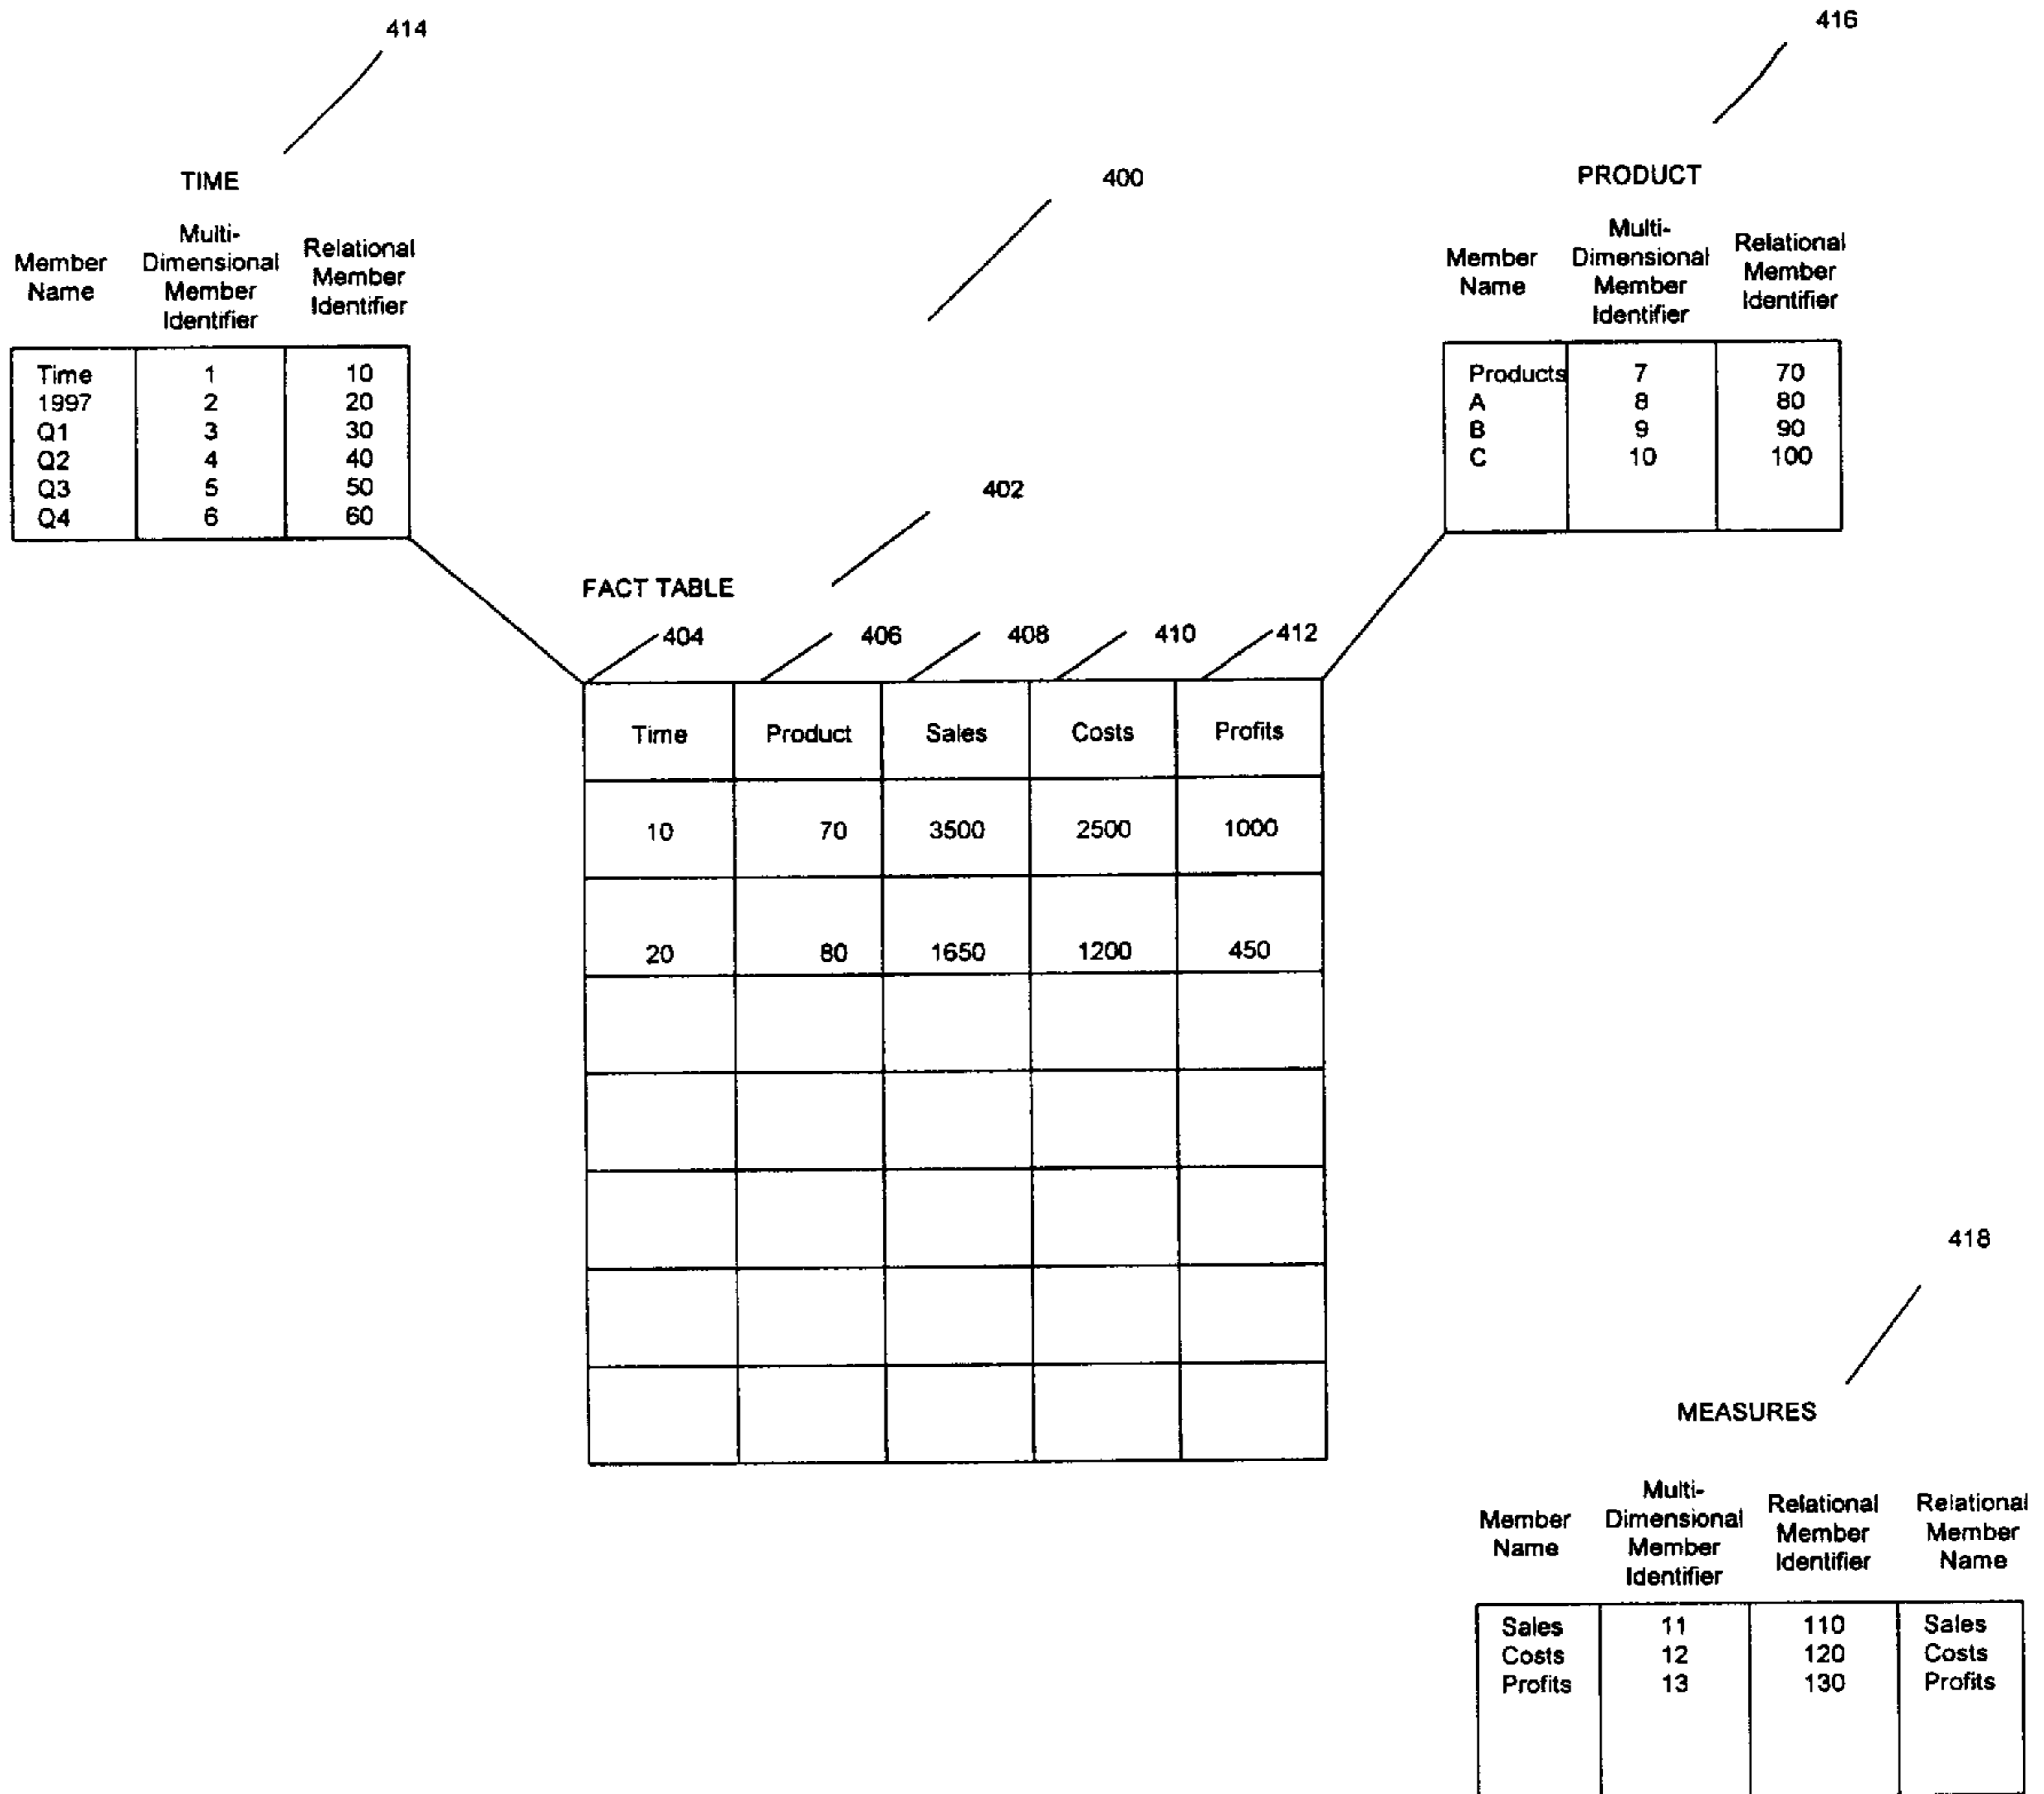 414
416
TIME
400
PRODUCT
Member Name
Multi-Dimensional Member Identifier
Relational Member Identifier
Time 1 10
1997 2 20
Q1 3 30
Q2 4 40
Q3 5 50
Q4 6 60
Member Name
Multi-Dimensional Member Identifier
Relational Member Identifier
Products 7 70
A 8 80
B 9 90
C 10 100
402
FACT TABLE
404 406 408 410 412
Time Product Sales Costs Profits
10 70 3500 2500 1000
20 80 1650 1200 450
418
MEASURES
Member Name
Multi-Dimensional Member Identifier
Relational Member Identifier
Relational Member Name
Sales 11 110 Sales
Costs 12 120 Costs
Profits 13 130 Profits